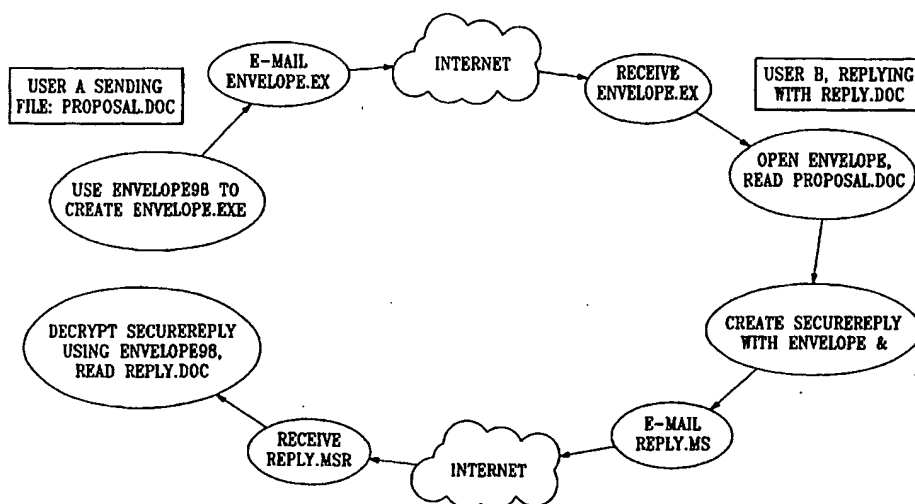 USER A SENDING
FILE: PROPOSAL.DOC
E-MAIL
ENVELOPE.EX
INTERNET
RECEIVE
ENVELOPE.EX
USER B, REPLYING
WITH REPLY.DOC
USE ENVELOPE98 TO
CREATE ENVELOPE.EXE
OPEN ENVELOPE,
READ PROPOSAL.DOC
DECRYPT SECUREREPLY
USING ENVELOPE98,
READ REPLY.DOC
CREATE SECUREREPLY
WITH ENVELOPE &
RECEIVE
REPLY.MSR
INTERNET
E-MAIL
REPLY.MS